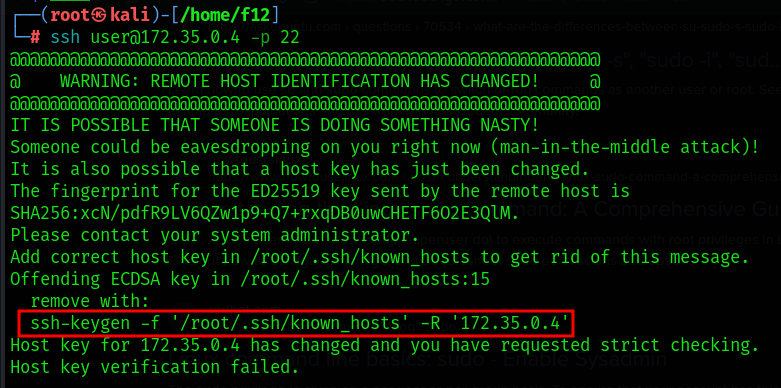 ┌──(root㉿kali)-[/home/f12]
└─# ssh user@172.35.0.4 -p 22
@@@@@@@@@@@@@@@@@@@@@@@@@@@@@@@@@@@@@@@@@@@@@@@@@@@@@@@@@@@
@    WARNING: REMOTE HOST IDENTIFICATION HAS CHANGED!     @
@@@@@@@@@@@@@@@@@@@@@@@@@@@@@@@@@@@@@@@@@@@@@@@@@@@@@@@@@@@
IT IS POSSIBLE THAT SOMEONE IS DOING SOMETHING NASTY!
Someone could be eavesdropping on you right now (man-in-the-middle attack)!
It is also possible that a host key has just been changed.
The fingerprint for the ED25519 key sent by the remote host is
SHA256:xcN/pdfR9LV6QZw1p9+Q7+rxqDB0uwCHETF6O2E3QlM.
Please contact your system administrator.
Add correct host key in /root/.ssh/known_hosts to get rid of this message.
Offending ECDSA key in /root/.ssh/known_hosts:15
  remove with:
  ssh-keygen -f '/root/.ssh/known_hosts' -R '172.35.0.4'
Host key for 172.35.0.4 has changed and you have requested strict checking.
Host key verification failed.